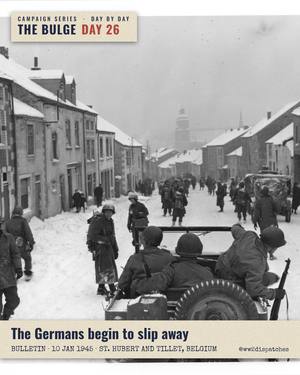 CAMPAIGN SERIES · DAY BY DAY
THE BULGE DAY 26
The Germans begin to slip away
BULLETIN · 10 JAN 1945 · ST. HUBERT AND TILLET, BELGIUM
@ww2dispatches